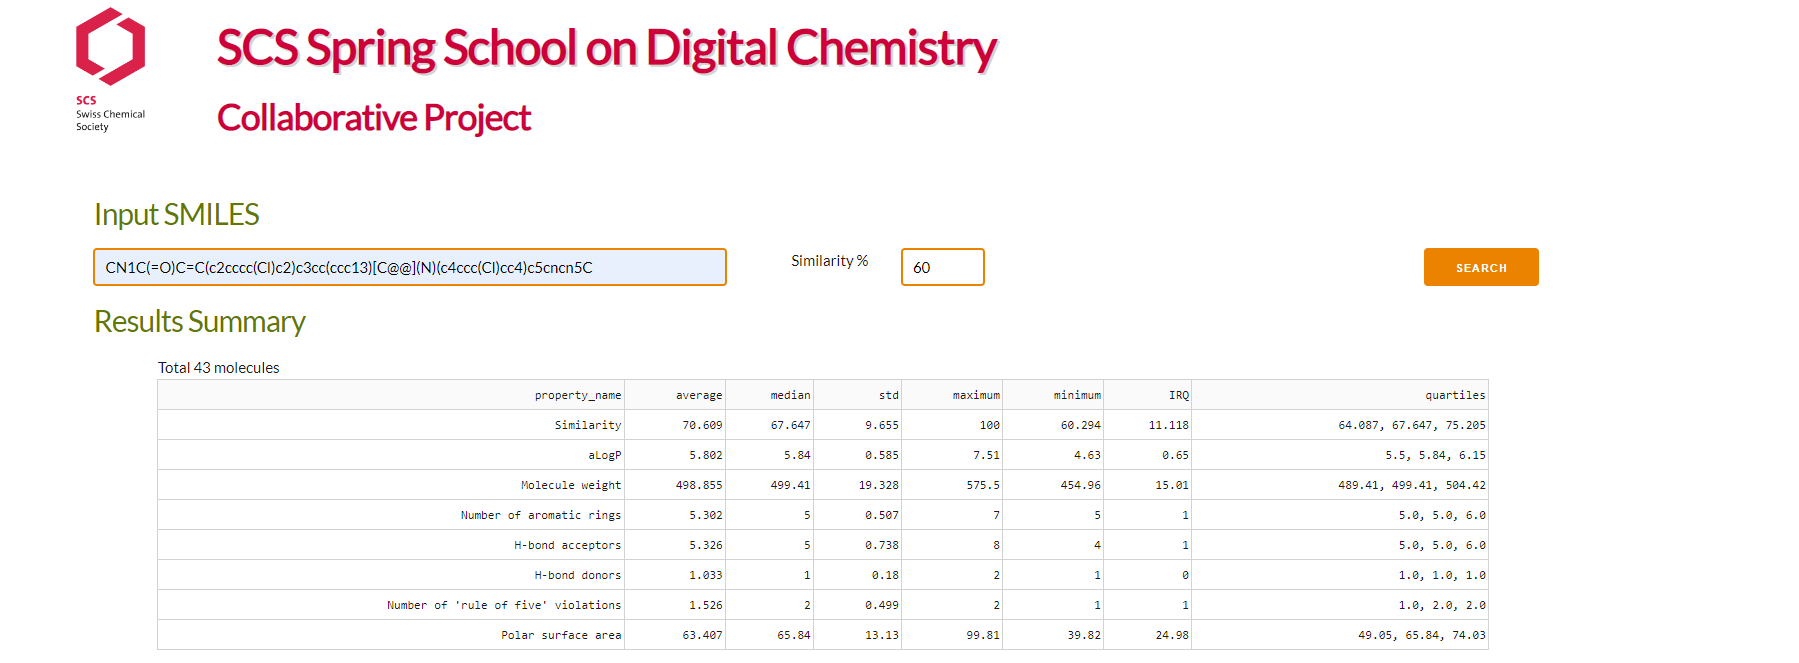 SCS Spring School on Digital Chemistry
Collaborative Project
SCS
Swiss Chemical
Society
Input SMILES
CN1C(=O)C=C(c2cccc(Cl)c2)c3cc(ccc13)[C@@](N)(c4ccc(Cl)cc4)c5cncn5C
Similarity %
60
SEARCH
Results Summary
Total 43 molecules
property_name average median std maximum minimum IRQ quartiles
Similarity 70.609 67.647 9.655 100 60.294 11.118 64.087, 67.647, 75.205
aLogP 5.802 5.84 0.585 7.51 4.63 0.65 5.5, 5.84, 6.15
Molecule weight 498.855 499.41 19.328 575.5 454.96 15.01 489.41, 499.41, 504.42
Number of aromatic rings 5.302 5 0.507 7 5 1 5.0, 5.0, 6.0
H-bond acceptors 5.326 5 0.738 8 4 1 5.0, 5.0, 6.0
H-bond donors 1.033 1 0.18 2 1 0 1.0, 1.0, 1.0
Number of 'rule of five' violations 1.526 2 0.499 2 1 1 1.0, 2.0, 2.0
Polar surface area 63.407 65.84 13.13 99.81 39.82 24.98 49.05, 65.84, 74.03